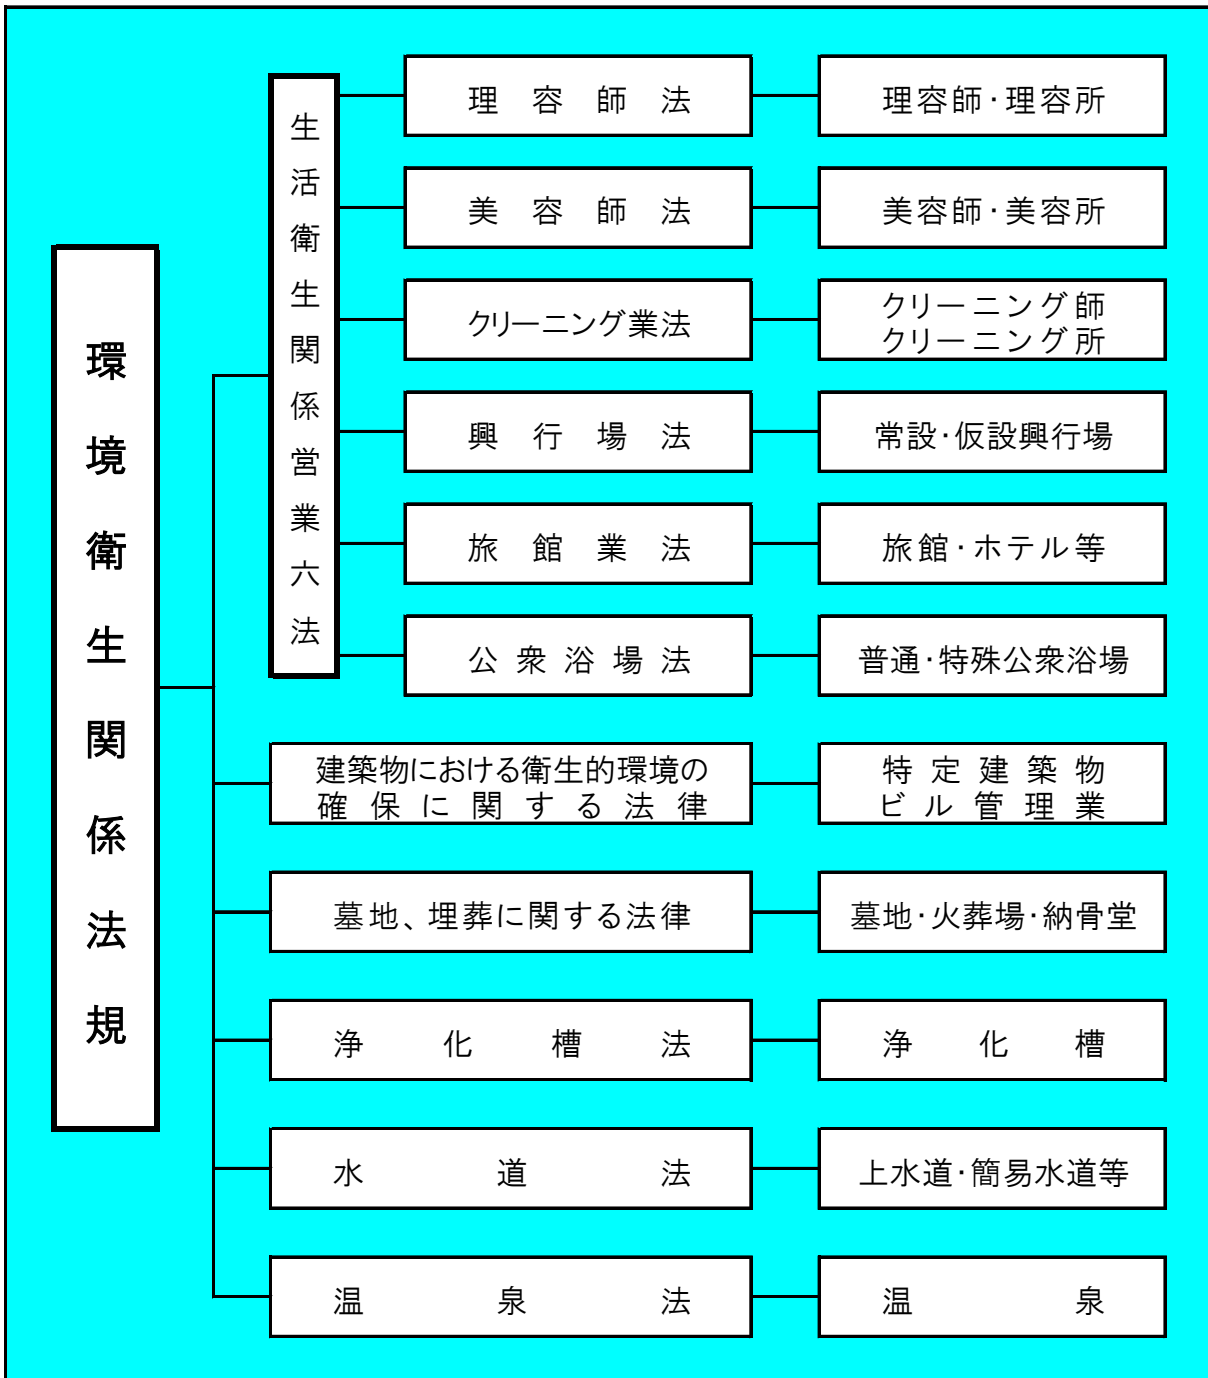 環境衛生関係法規
生活衛生関係営業六法
理容師法
理容師・理容所
美容師法
美容師・美容所
クリーニング業法
クリーニング師
クリーニング所
興行場法
常設・仮設興行場
旅館業法
旅館・ホテル等
公衆浴場法
普通・特殊公衆浴場
建築物における衛生的環境の
確保に関する法律
特定建築物
ビル管理業
墓地、埋葬に関する法律
墓地・火葬場・納骨堂
浄化槽法
浄化槽
水道法
上水道・簡易水道等
温泉法
温泉